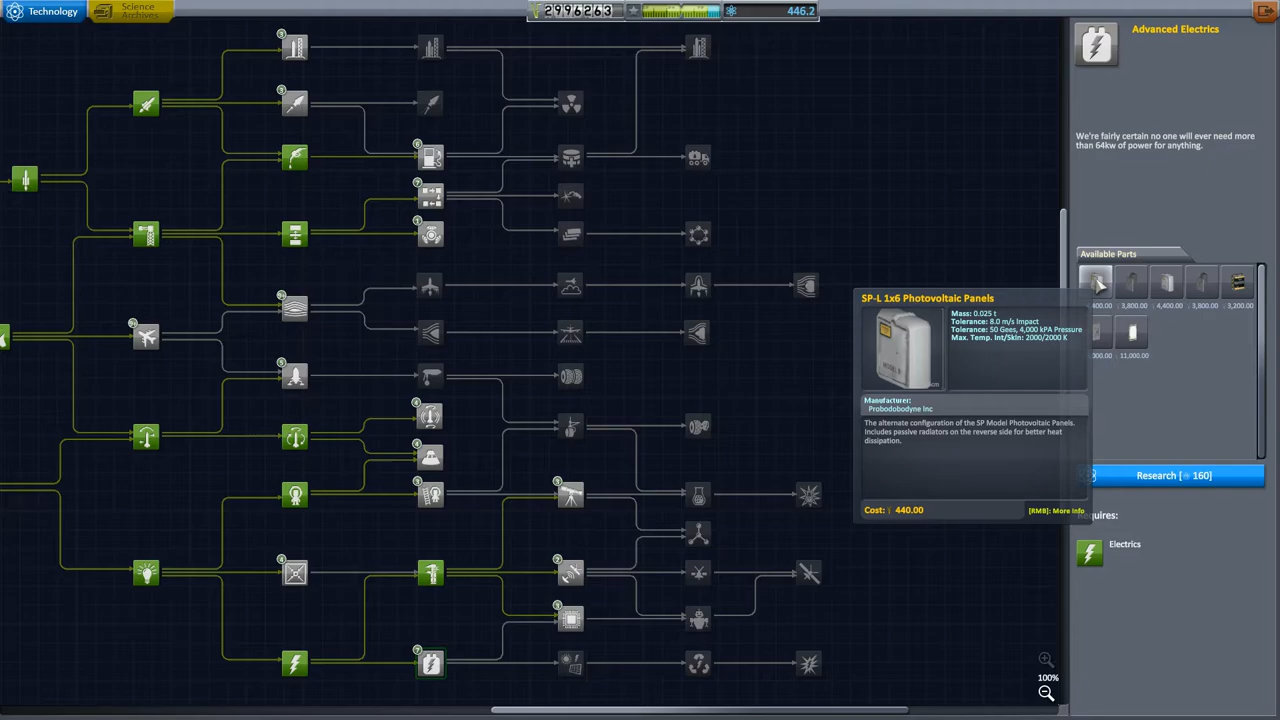 Technology
Science
Archives
2996263
446.2
Advanced Electrics
We're fairly certain no one will ever need more
than 64kw of power for anything.
Available Parts
3,800.00
4,400.00
3,800.00
3,200.00
11,000.00
SP-L 1x6 Photovoltaic Panels
Mass: 0.025 t
Tolerance: 8.0 m/s Impact
Tolerance: 50 Gees, 4,000 kPA Pressure
Max. Temp. Int/Skin: 2000/2000 K
Manufacturer:
Probodobodyne Inc
The alternate configuration of the SP Model Photovoltaic Panels.
Includes passive radiators on the reverse side for better heat
dissipation.
Cost: 440.00
[RMB]: More Info
Research [ 160]
Requires:
Electrics
100%